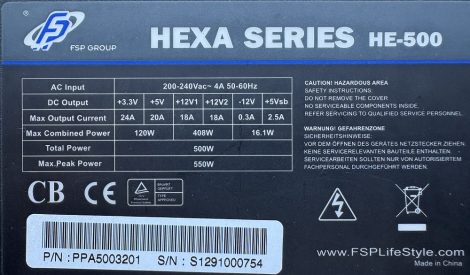 FSP GROUP
HEXA SERIES HE-500
AC Input 200-240Vac~ 4A 50-60Hz
DC Output +3.3V +5V +12V1 +12V2 -12V +5Vsb
Max Output Current 24A 20A 18A 18A 0.3A 2.5A
Max Combined Power 120W 408W 16.1W
Total Power 500W
Max.Peak Power 550W
CAUTION! HAZARDOUS AREA
SAFETY INSTRUCTIONS:
DO NOT REMOVE THE COVER
NO SERVICEABLE COMPONENTS INSIDE.
REFER SERVICING TO QUALIFIED SERVICE PERSONNEL
WARNUNG! GEFAHRENZONE
SICHERHEITSHINWEISE:
VOR DEM ÖFFNEN DES GERÄTES NETZSTECKER ZIEHEN.
SERVICEARBEITEN SOLLTEN NUR VON AUTORISIERTEM
FACHPERSONAL DURCHGEFÜHRT WERDEN.
CB
BAUART
GEPRÜFT
TYPE
APPROVED
CE
P/N : PPA5003201 S/N : S1291000754
www.FSPLifeStyle.com
Made in China